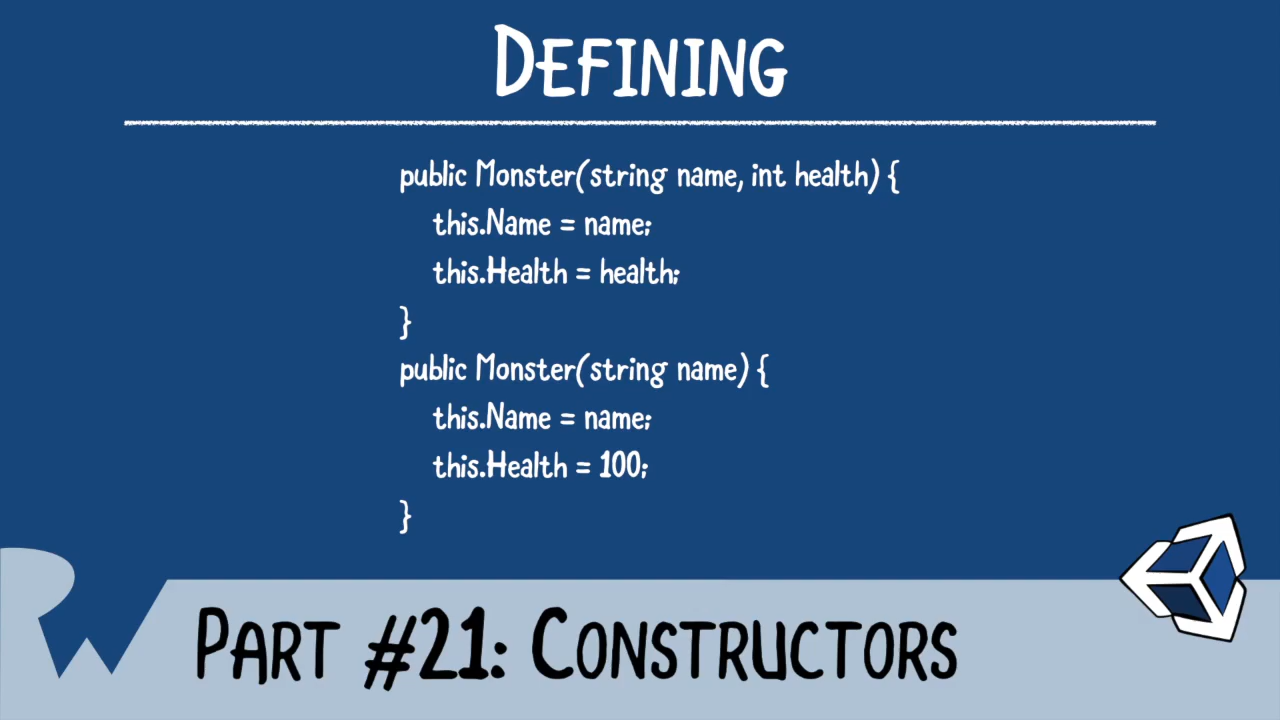 DEFINING
public Monster(string name, int health) {
this.Name = name;
this.Health = health;
}
public Monster(string name) {
this.Name = name;
this.Health = 100;
}
PART #21: CONSTRUCTORS